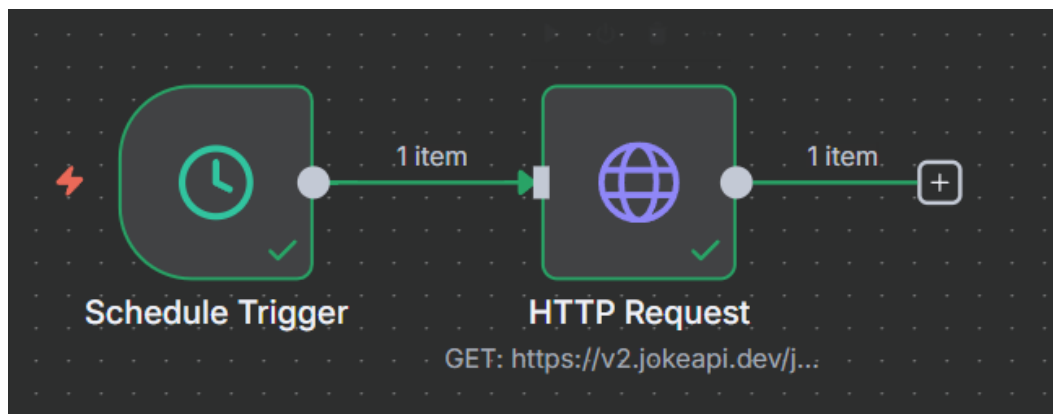 1 item
1 item
Schedule Trigger
HTTP Request
GET: https://v2.jokeapi.dev/j...